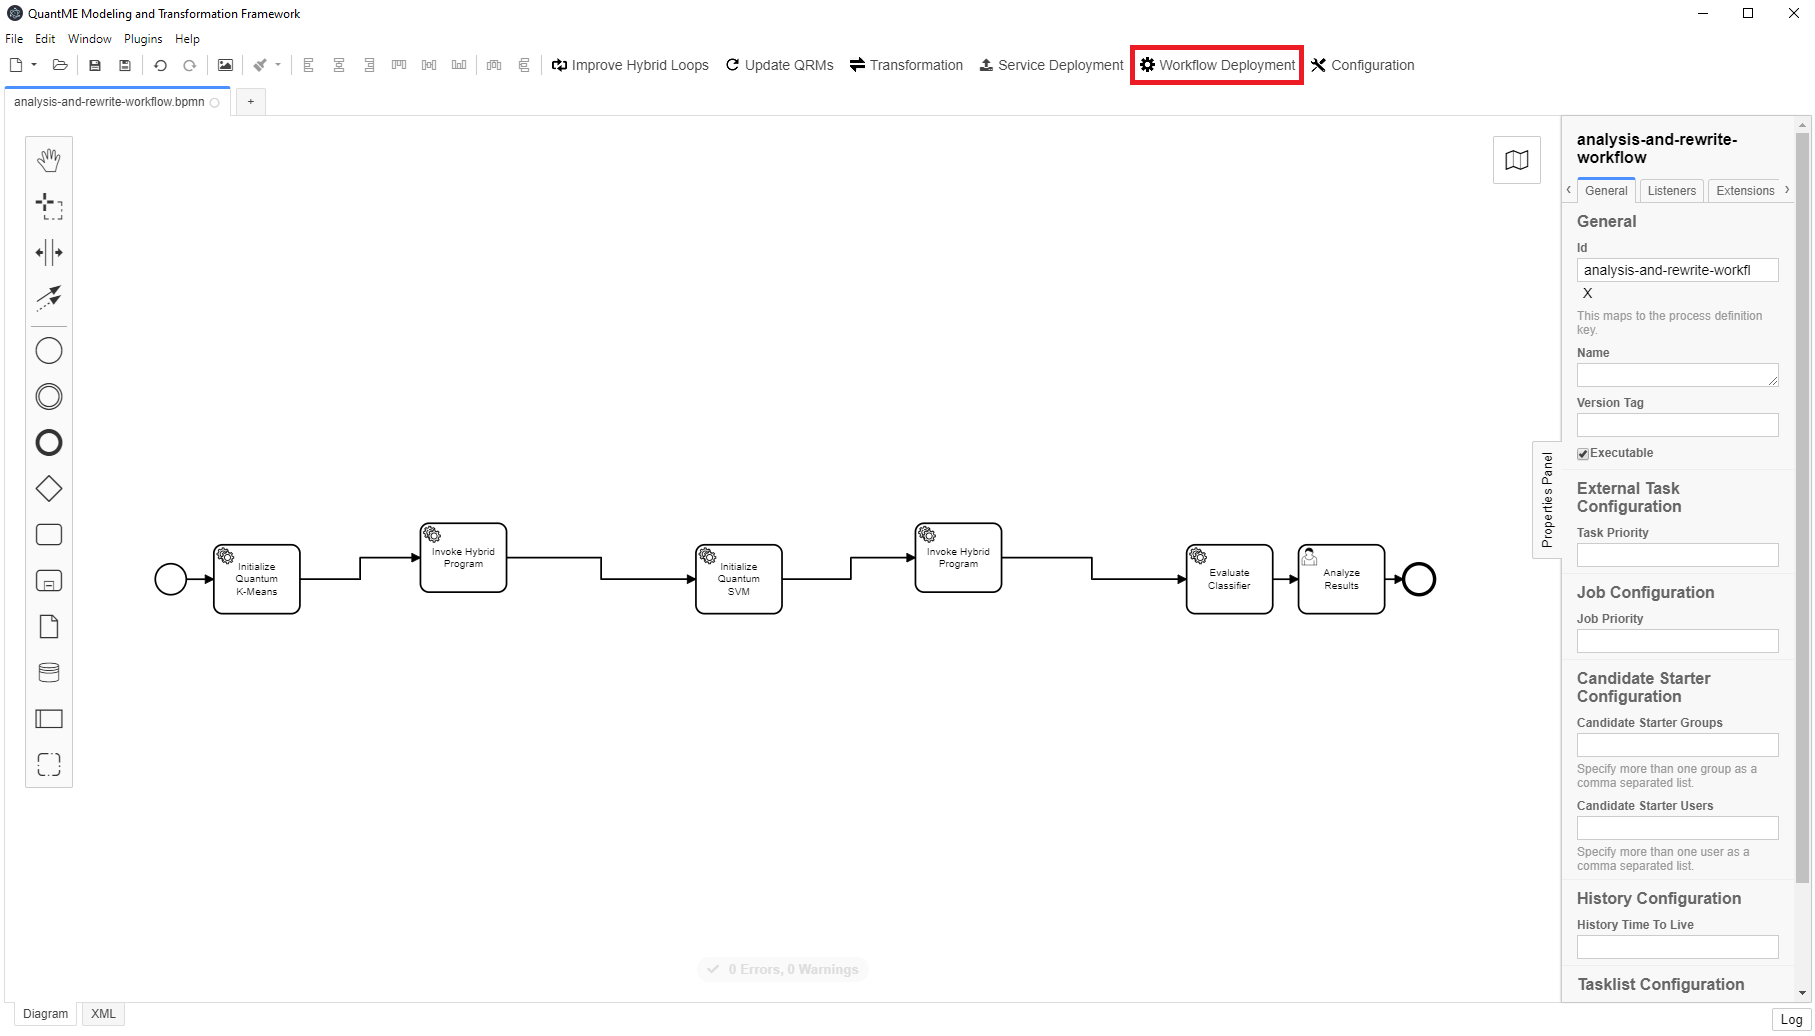 QuantME Modeling and Transformation Framework
File Edit Window Plugins Help
Improve Hybrid Loops Update QRMs Transformation Service Deployment Workflow Deployment Configuration
analysis-and-rewrite-workflow.bpmn +
analysis-and-rewrite-
workflow
General Listeners Extensions
General
Id
analysis-and-rewrite-workfl
X
This maps to the process definition
key.
Name
Version Tag
Executable
External Task
Configuration
Task Priority
Job Configuration
Job Priority
Candidate Starter
Configuration
Candidate Starter Groups
Specify more than one group as a
comma separated list.
Candidate Starter Users
Specify more than one user as a
comma separated list.
History Configuration
History Time To Live
Tasklist Configuration
Properties Panel
Initialize
Quantum
K-Means
Invoke Hybrid
Program
Initialize
Quantum
SVM
Invoke Hybrid
Program
Evaluate
Classifier
Analyze
Results
0 Errors, 0 Warnings
Diagram XML
Log